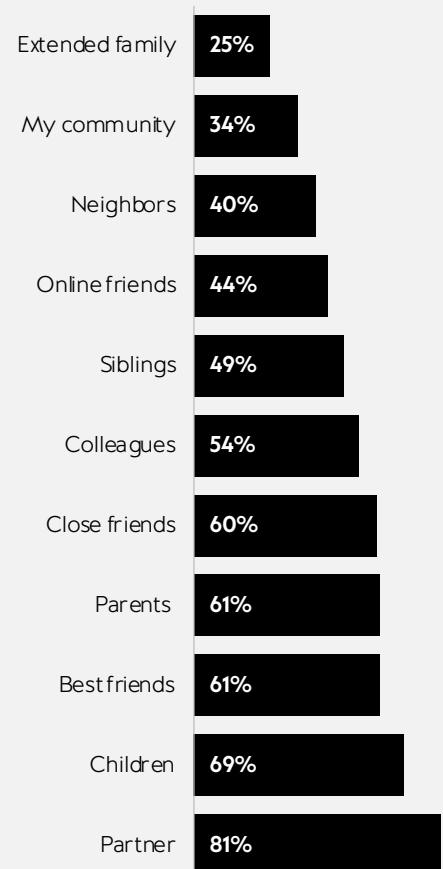 Extended family 25%
My community 34%
Neighbors 40%
Online friends 44%
Siblings 49%
Colleagues 54%
Close friends 60%
Parents 61%
Best friends 61%
Children 69%
Partner 81%